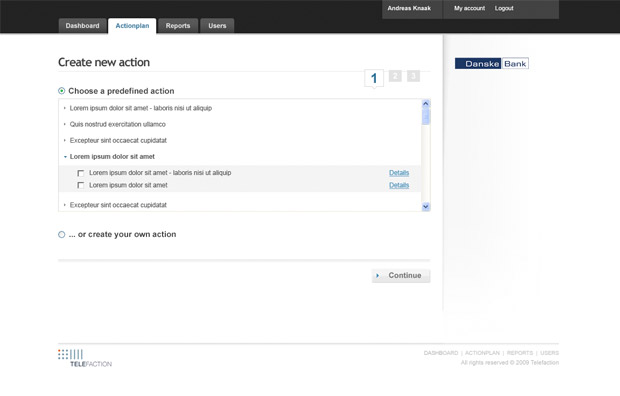 Andreas Knaak
My account
Logout
Dashboard
Actionplan
Reports
Users
Create new action
1
2
3
Danske Bank
Choose a predefined action
Lorem ipsum dolor sit amet - laboris nisi ut aliquip
Quis nostrud exercitation ullamco
Excepteur sint occaecat cupidatat
Lorem ipsum dolor sit amet
Lorem ipsum dolor sit amet - laboris nisi ut aliquip Details
Lorem ipsum dolor sit amet Details
Excepteur sint occaecat cupidatat
... or create your own action
Continue
DASHBOARD | ACTIONPLAN | REPORTS | USERS
All rights reserved © 2009 Telefaction
TELEFACTION